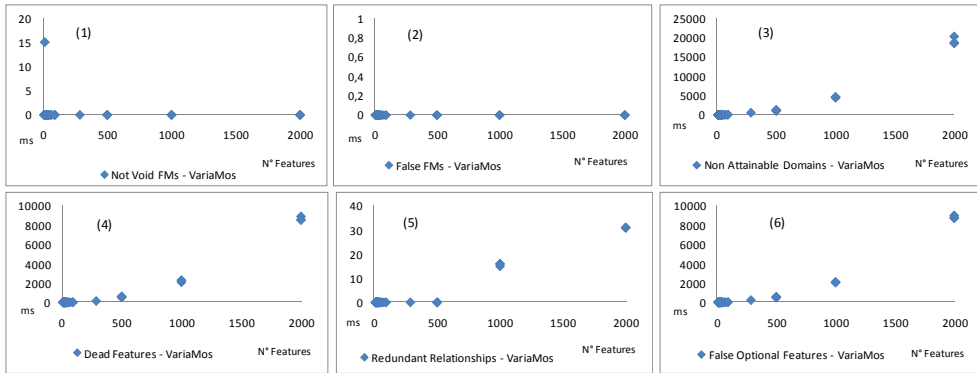 (1)
20
15
10
5
0
ms
0 500 1000 1500 2000
N° Features
Not Void FMs - VariaMos
(2)
1
0,8
0,6
0,4
0,2
0
ms
0 500 1000 1500 2000
N° Features
False FMs - VariaMos
(3)
25000
20000
15000
10000
5000
0
ms
0 500 1000 1500 2000
N° Features
Non Attainable Domains - VariaMos
(4)
10000
8000
6000
4000
2000
0
ms
0 500 1000 1500 2000
N° Features
Dead Features - VariaMos
(5)
40
30
20
10
0
ms
0 500 1000 1500 2000
N° Features
Redundant Relationships - VariaMos
(6)
10000
8000
6000
4000
2000
0
ms
0 500 1000 1500 2000
N° Features
False Optional Features - VariaMos